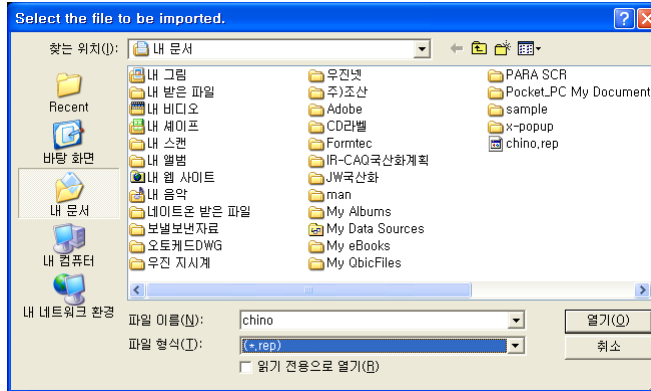 Select the file to be imported.
찾는 위치(I): 내 문서
Recent
바탕 화면
내 문서
내 컴퓨터
내 네트워크 환경
내 그림
내 받은 파일
내 비디오
내 셰이프
내 스캔
내 앨범
내 웹 사이트
내 음악
네이트온 받은 파일
보낼보낸자료
오토케드DWG
우진 지시계
우진넷
주)조산
Adobe
CD라벨
Formtec
IR-CAQ국산화계획
JW국산화
man
My Albums
My Data Sources
My eBooks
My QbicFiles
PARA SCR
Pocket_PC My Document
sample
x-popup
chino.rep
파일 이름(N): chino 열기(O)
파일 형식(T): (*.rep) 취소
읽기 전용으로 열기(R)